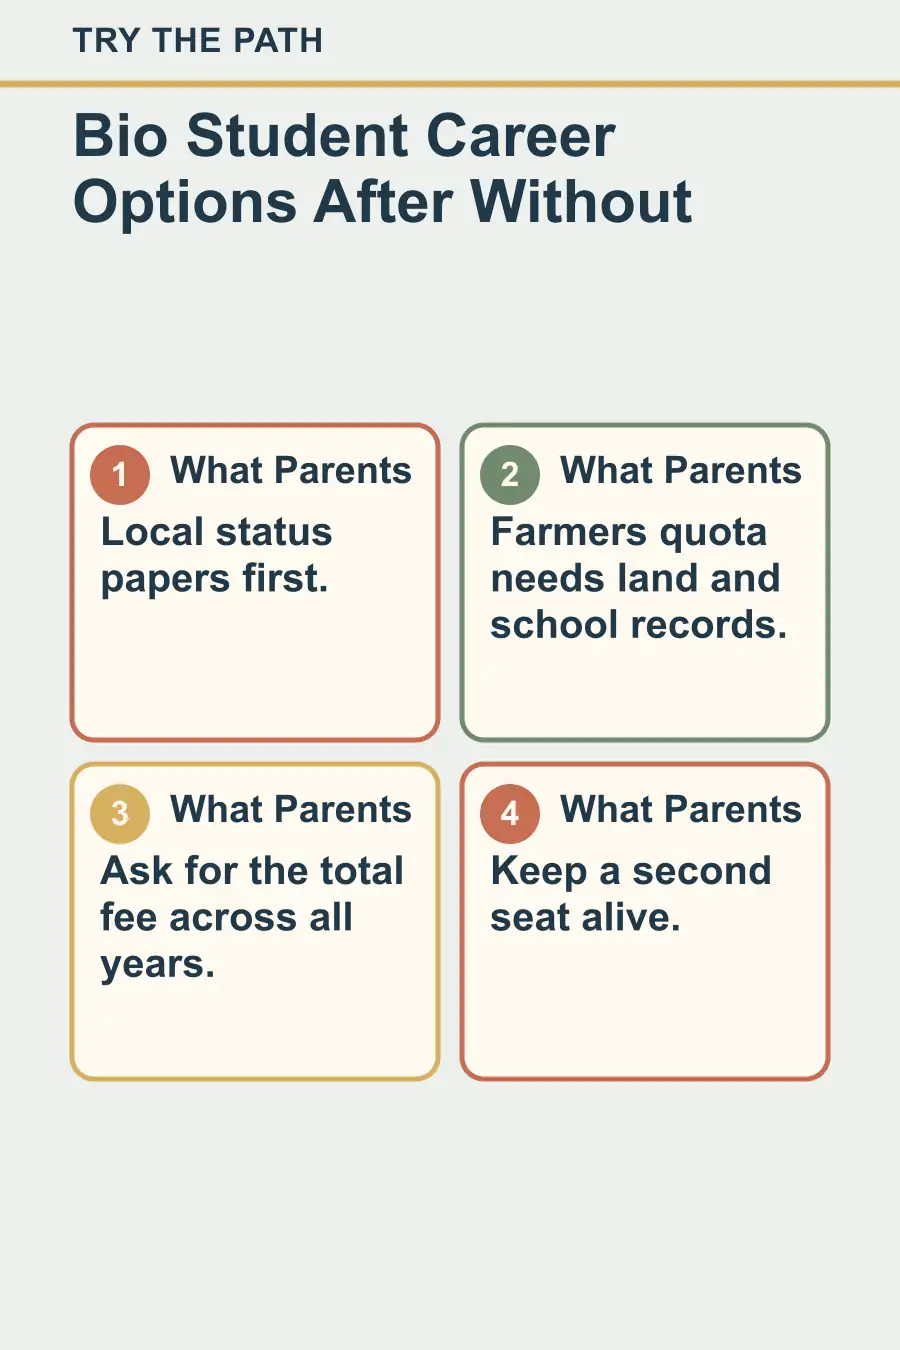 TRY THE PATH
Bio Student Career
Options After Without
1
What Parents
Local status
papers first.
2
What Parents
Farmers quota
needs land and
school records.
3
What Parents
Ask for the total
fee across all
years.
4
What Parents
Keep a second
seat alive.